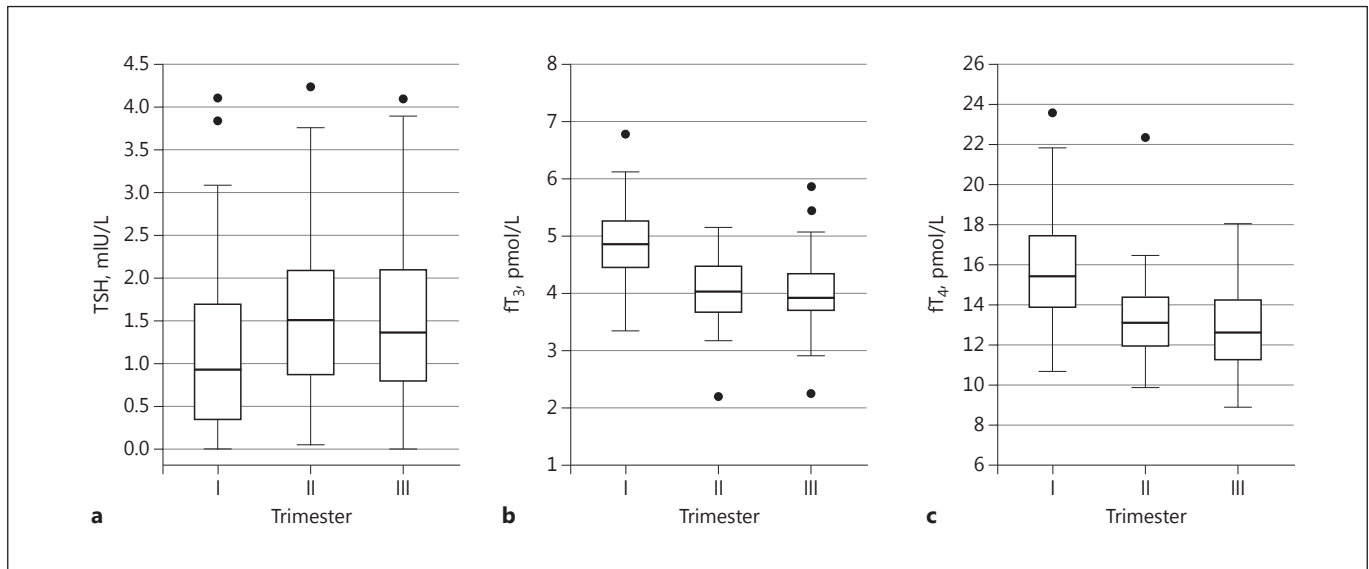 4.5
4.0
3.5
3.0
2.5
2.0
1.5
1.0
0.5
0.0
TSH, mIU/L
I II III
Trimester
a
8
7
6
5
4
3
2
1
fT₃, pmol/L
I II III
Trimester
b
26
24
22
20
18
16
14
12
10
8
6
fT₄, pmol/L
I II III
Trimester
c